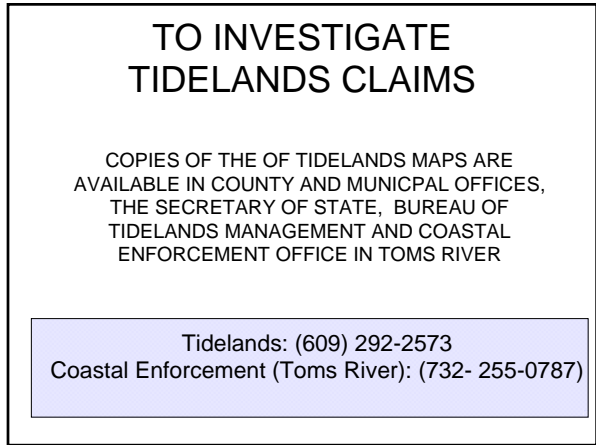 TO INVESTIGATE
TIDELANDS CLAIMS
COPIES OF THE OF TIDELANDS MAPS ARE
AVAILABLE IN COUNTY AND MUNICPAL OFFICES,
THE SECRETARY OF STATE, BUREAU OF
TIDELANDS MANAGEMENT AND COASTAL
ENFORCEMENT OFFICE IN TOMS RIVER
Tidelands: (609) 292-2573
Coastal Enforcement (Toms River): (732- 255-0787)